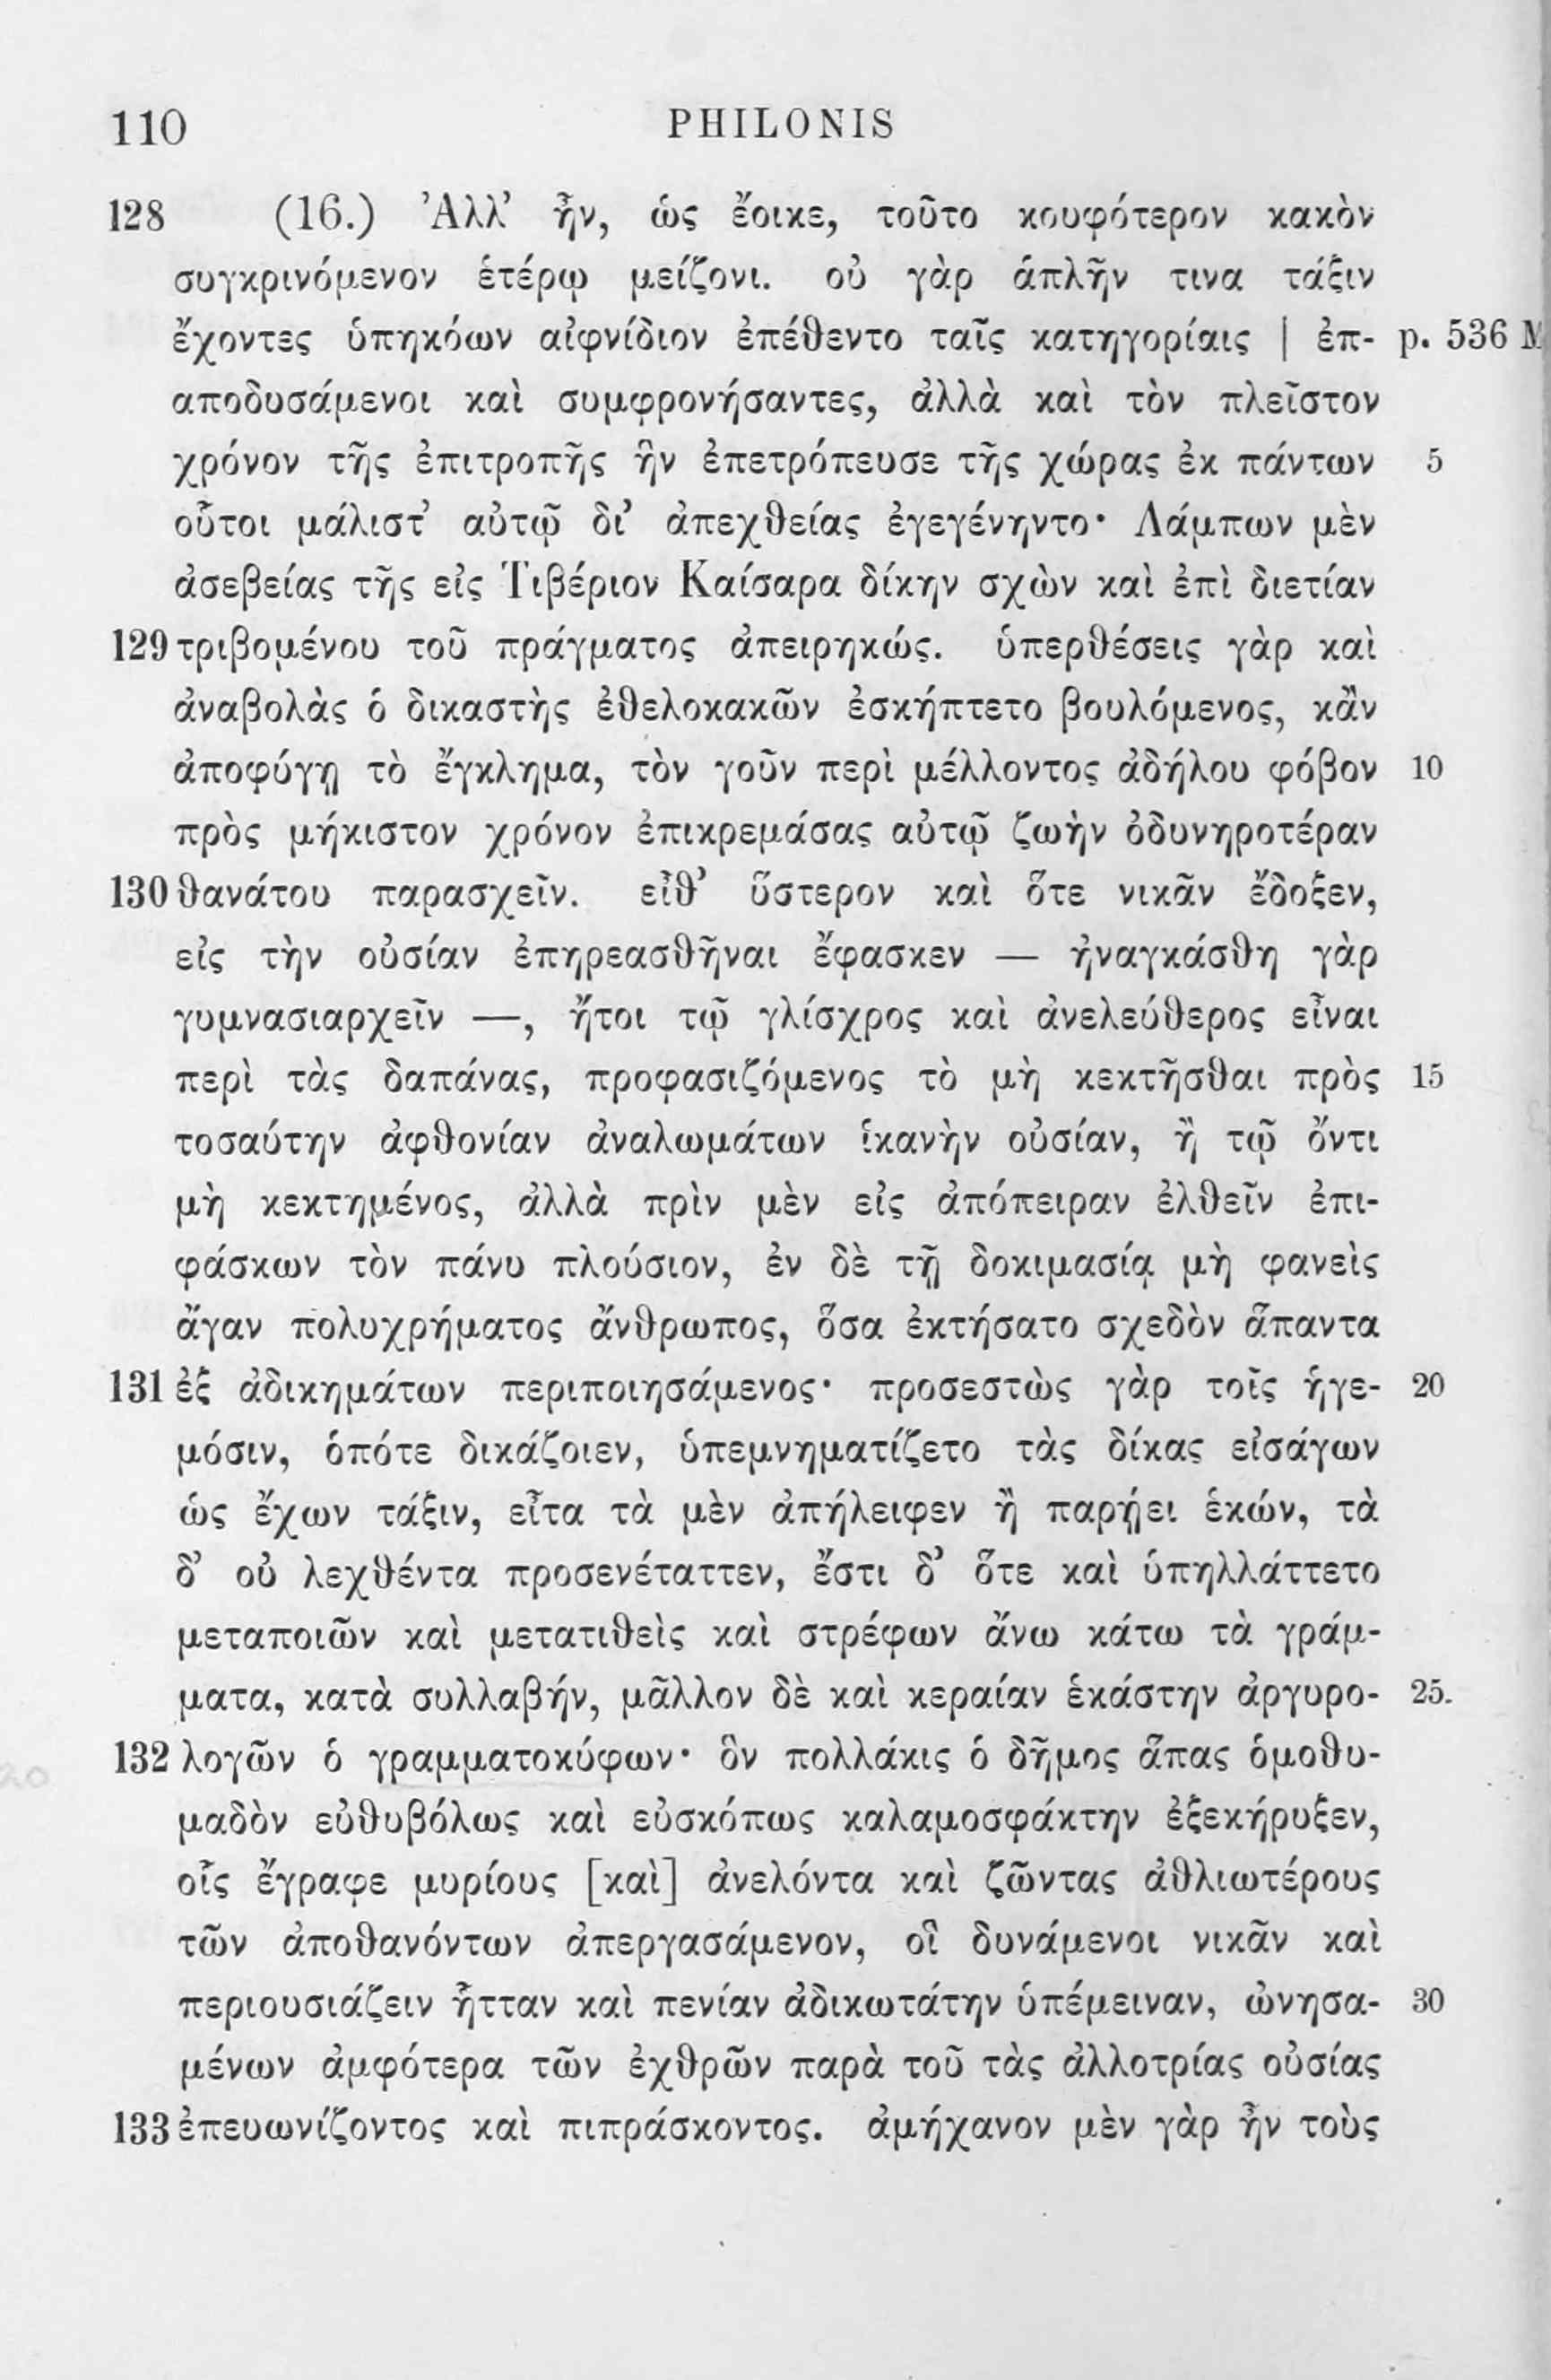 110 PHILONIS
128 (16.) Ἀλλ’ ἦν, ὡς ἔοικε, τοῦτο κουφότερον κακὸν
συγκρινόμενον ἑτέρῳ μείζονι. οὐ γὰρ ἁπλῆν τινα τάξιν
ἔχοντες ὑπηκόων αἰφνίδιον ἐπέθεντο ταῖς κατηγορίαις | ἐπ- p. 536 M
αποδυσάμενοι καὶ συμφρονήσαντες, ἀλλὰ καὶ τὸν πλεῖστον
χρόνον τῆς ἐπιτροπῆς ἣν ἐπετρόπευσε τῆς χώρας ἐκ πάντων 5
οὗτοι μάλιστ’ αὐτῷ δι’ ἀπεχθείας ἐγεγένηντο· Λάμπων μὲν
ἀσεβείας τῆς εἰς Τιβέριον Καίσαρα δίκην σχὼν καὶ ἐπὶ διετίαν
129 τριβομένου τοῦ πράγματος ἀπειρηκώς. ὑπερθέσεις γὰρ καὶ
ἀναβολὰς ὁ δικαστὴς ἐθελοκακῶν ἐσκήπτετο βουλόμενος, κἂν
ἀποφύγῃ τὸ ἔγκλημα, τὸν γοῦν περὶ μέλλοντος ἀδήλου φόβον 10
πρὸς μήκιστον χρόνον ἐπικρεμάσας αὐτῷ ζωὴν ὀδυνηροτέραν
130 θανάτου παρασχεῖν. εἶθ’ ὕστερον καὶ ὅτε νικᾶν ἔδοξεν,
εἰς τὴν οὐσίαν ἐπηρεασθῆναι ἔφασκεν — ἠναγκάσθη γὰρ
γυμνασιαρχεῖν —, ἤτοι τῷ γλίσχρος καὶ ἀνελεύθερος εἶναι
περὶ τὰς δαπάνας, προφασιζόμενος τὸ μὴ κεκτῆσθαι πρὸς 15
τοσαύτην ἀφθονίαν ἀναλωμάτων ἱκανὴν οὐσίαν, ἢ τῷ ὄντι
μὴ κεκτημένος, ἀλλὰ πρὶν μὲν εἰς ἀπόπειραν ἐλθεῖν ἐπι-
φάσκων τὸν πάνυ πλούσιον, ἐν δὲ τῇ δοκιμασίᾳ μὴ φανεὶς
ἄγαν πολυχρήματος ἄνθρωπος, ὅσα ἐκτήσατο σχεδὸν ἅπαντα
131 ἐξ ἀδικημάτων περιποιησάμενος· προσεστὼς γὰρ τοῖς ἡγε- 20
μόσιν, ὁπότε δικάζοιεν, ὑπεμνηματίζετο τὰς δίκας εἰσάγων
ὡς ἔχων τάξιν, εἶτα τὰ μὲν ἀπήλειφεν ἢ παρῄει ἑκών, τὰ
δ’ οὐ λεχθέντα προσενέταττεν, ἔστι δ’ ὅτε καὶ ὑπηλλάττετο
μεταποιῶν καὶ μετατιθεὶς καὶ στρέφων ἄνω κάτω τὰ γράμ-
ματα, κατὰ συλλαβήν, μᾶλλον δὲ καὶ κεραίαν ἑκάστην ἀργυρο- 25
132 λογῶν ὁ γραμματοκύφων· ὃν πολλάκις ὁ δῆμος ἅπας ὁμοθυ-
μαδὸν εὐθυβόλως καὶ εὐσκόπως καλαμοσφάκτην ἐξεκήρυξεν,
οἷς ἔγραφε μυρίους [καὶ] ἀνελόντα καὶ ζῶντας ἀθλιωτέρους
τῶν ἀποθανόντων ἀπεργασάμενον, οἳ δυνάμενοι νικᾶν καὶ
περιουσιάζειν ἧτταν καὶ πενίαν ἀδικωτάτην ὑπέμειναν, ὠνησα- 30
μένων ἀμφότερα τῶν ἐχθρῶν παρὰ τοῦ τὰς ἀλλοτρίας οὐσίας
133 ἐπευωνίζοντος καὶ πιπράσκοντος. ἀμήχανον μὲν γὰρ ἦν τοὺς